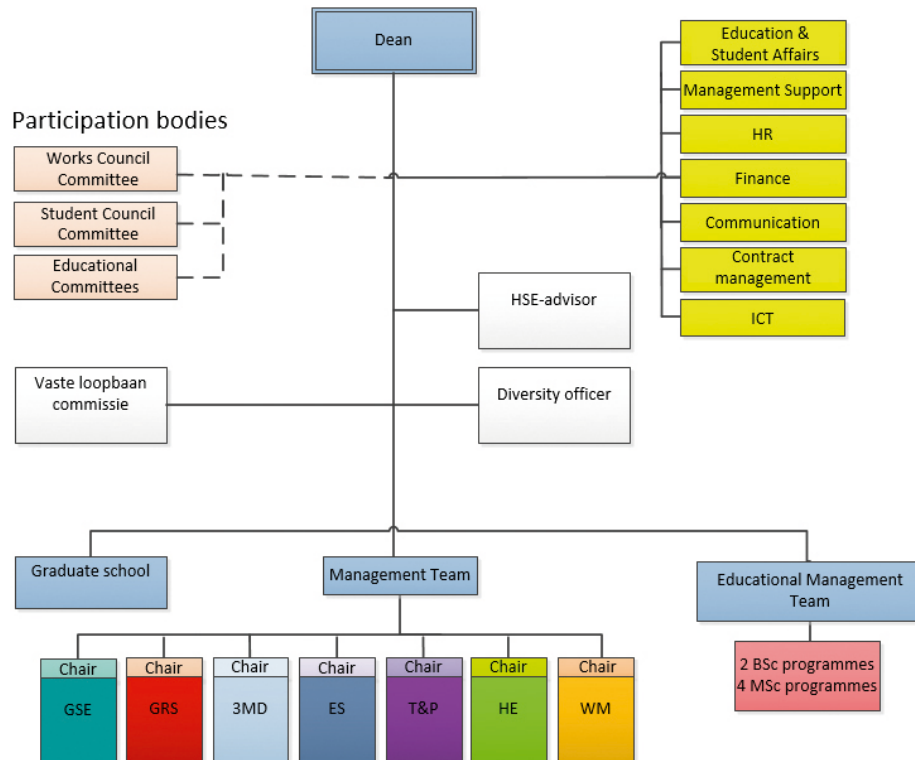 Dean
Education &
Student Affairs
Management Support
HR
Finance
Communication
Contract
management
ICT
Participation bodies
Works Council
Committee
Student Council
Committee
Educational
Committees
HSE-advisor
Vaste loopbaan
commissie
Diversity officer
Graduate school
Management Team
Educational Management
Team
2 BSc programmes
4 MSc programmes
Chair
GSE
Chair
GRS
Chair
3MD
Chair
ES
Chair
T&P
Chair
HE
Chair
WM